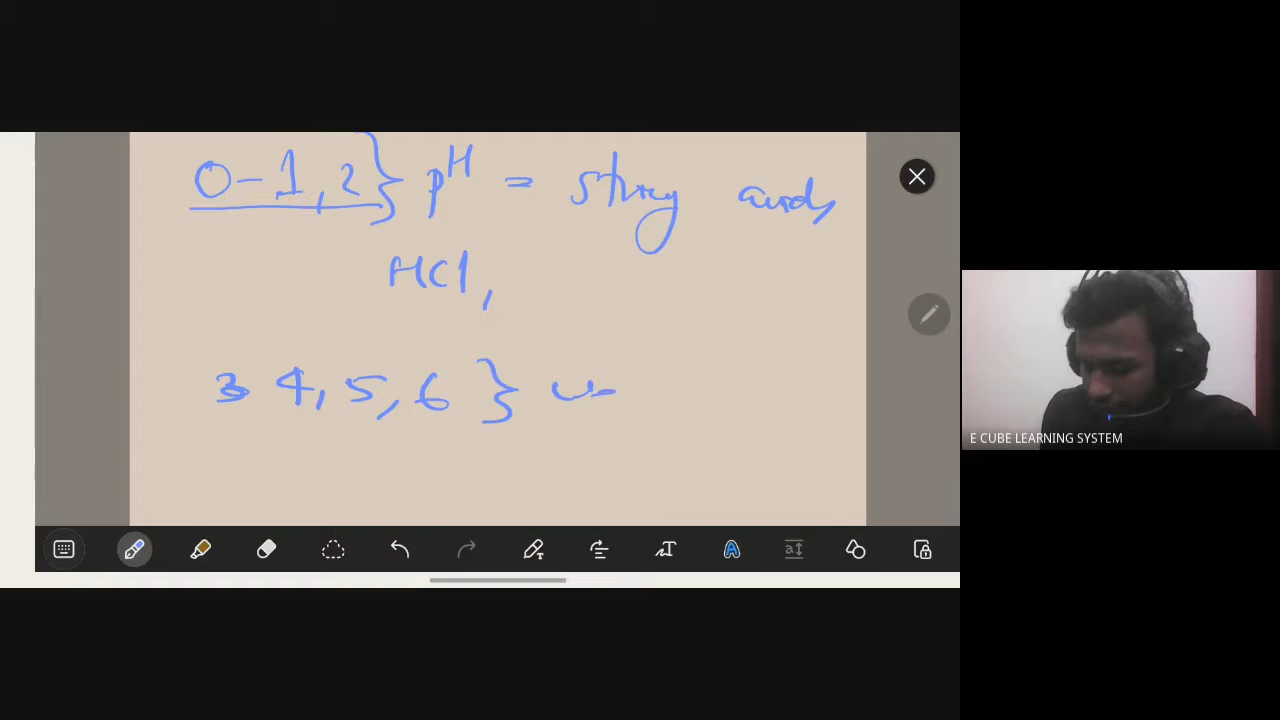 0-1,2} pH = strong acids
HCl,
3 4, 5, 6 }
E CUBE LEARNING SYSTEM